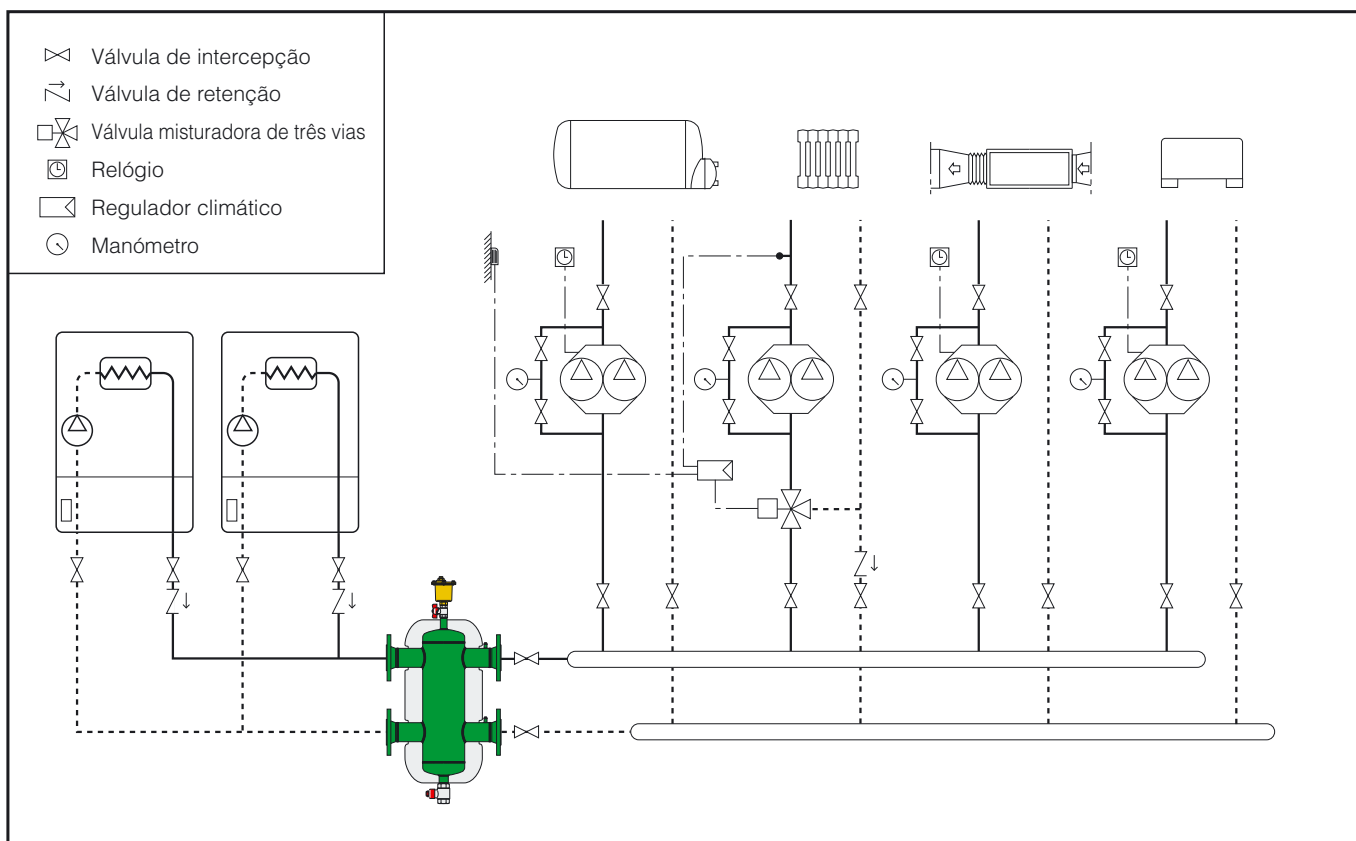 Válvula de intercepção
Válvula de retenção
Válvula misturadora de três vias
Relógio
Regulador climático
Manómetro